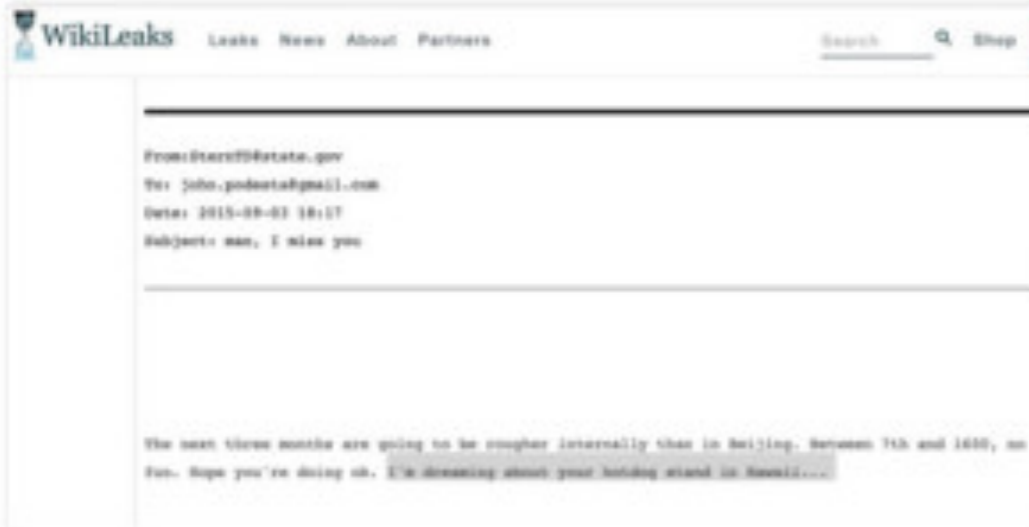 WikiLeaks Leaks News About Partners Search Shop
From:SternTD@state.gov
To: john.podesta@gmail.com
Date: 2015-09-03 18:17
Subject: man, I miss you
The next three months are going to be rougher internally than in Beijing. Between 7th and 1600, no
fun. Hope you're doing ok. I'm dreaming about your hotdog stand in Hawaii...